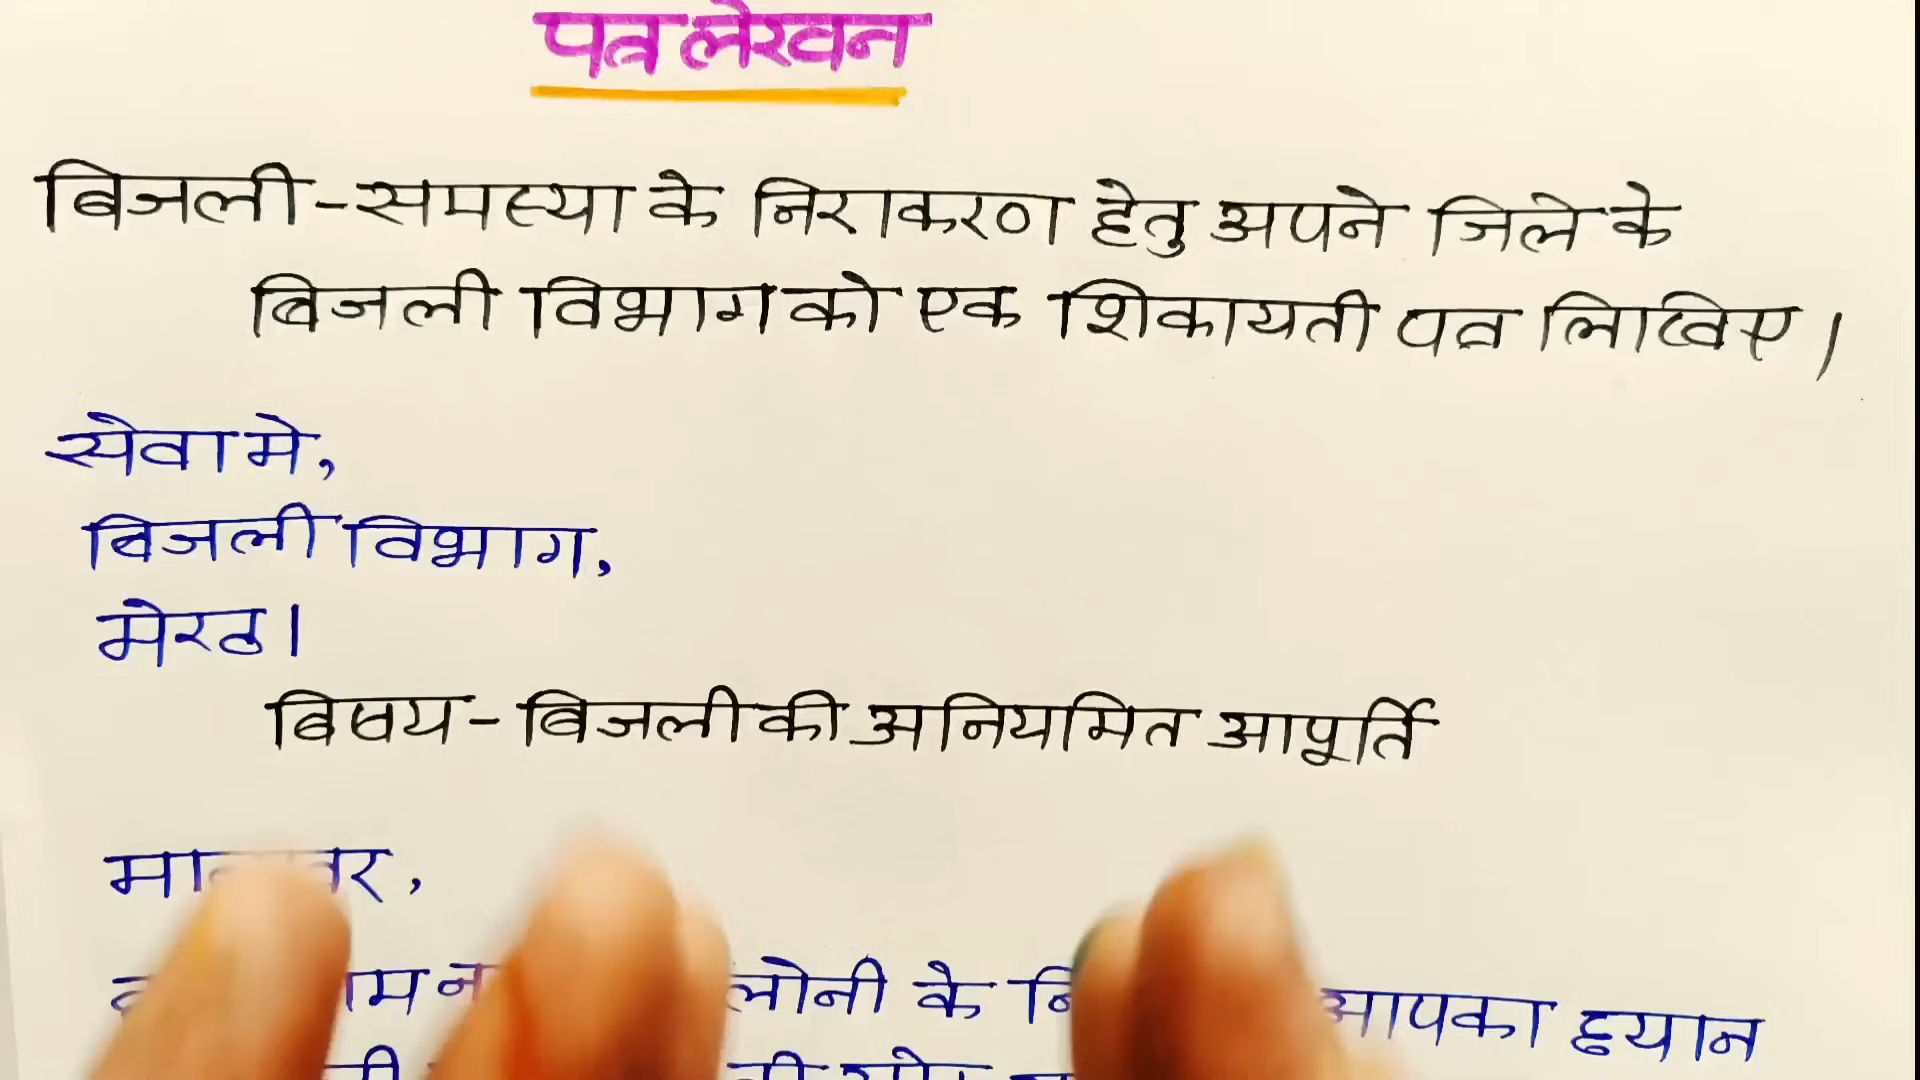 पत्र लेखन
बिजली-समस्या के निराकरण हेतु अपने जिले के
बिजली विभाग को एक शिकायती पत्र लिखिए।
सेवा मे,
बिजली विभाग,
मेरठ।
बिषय - बिजली की अनियमित आपूर्ति
के आपका ध्यान